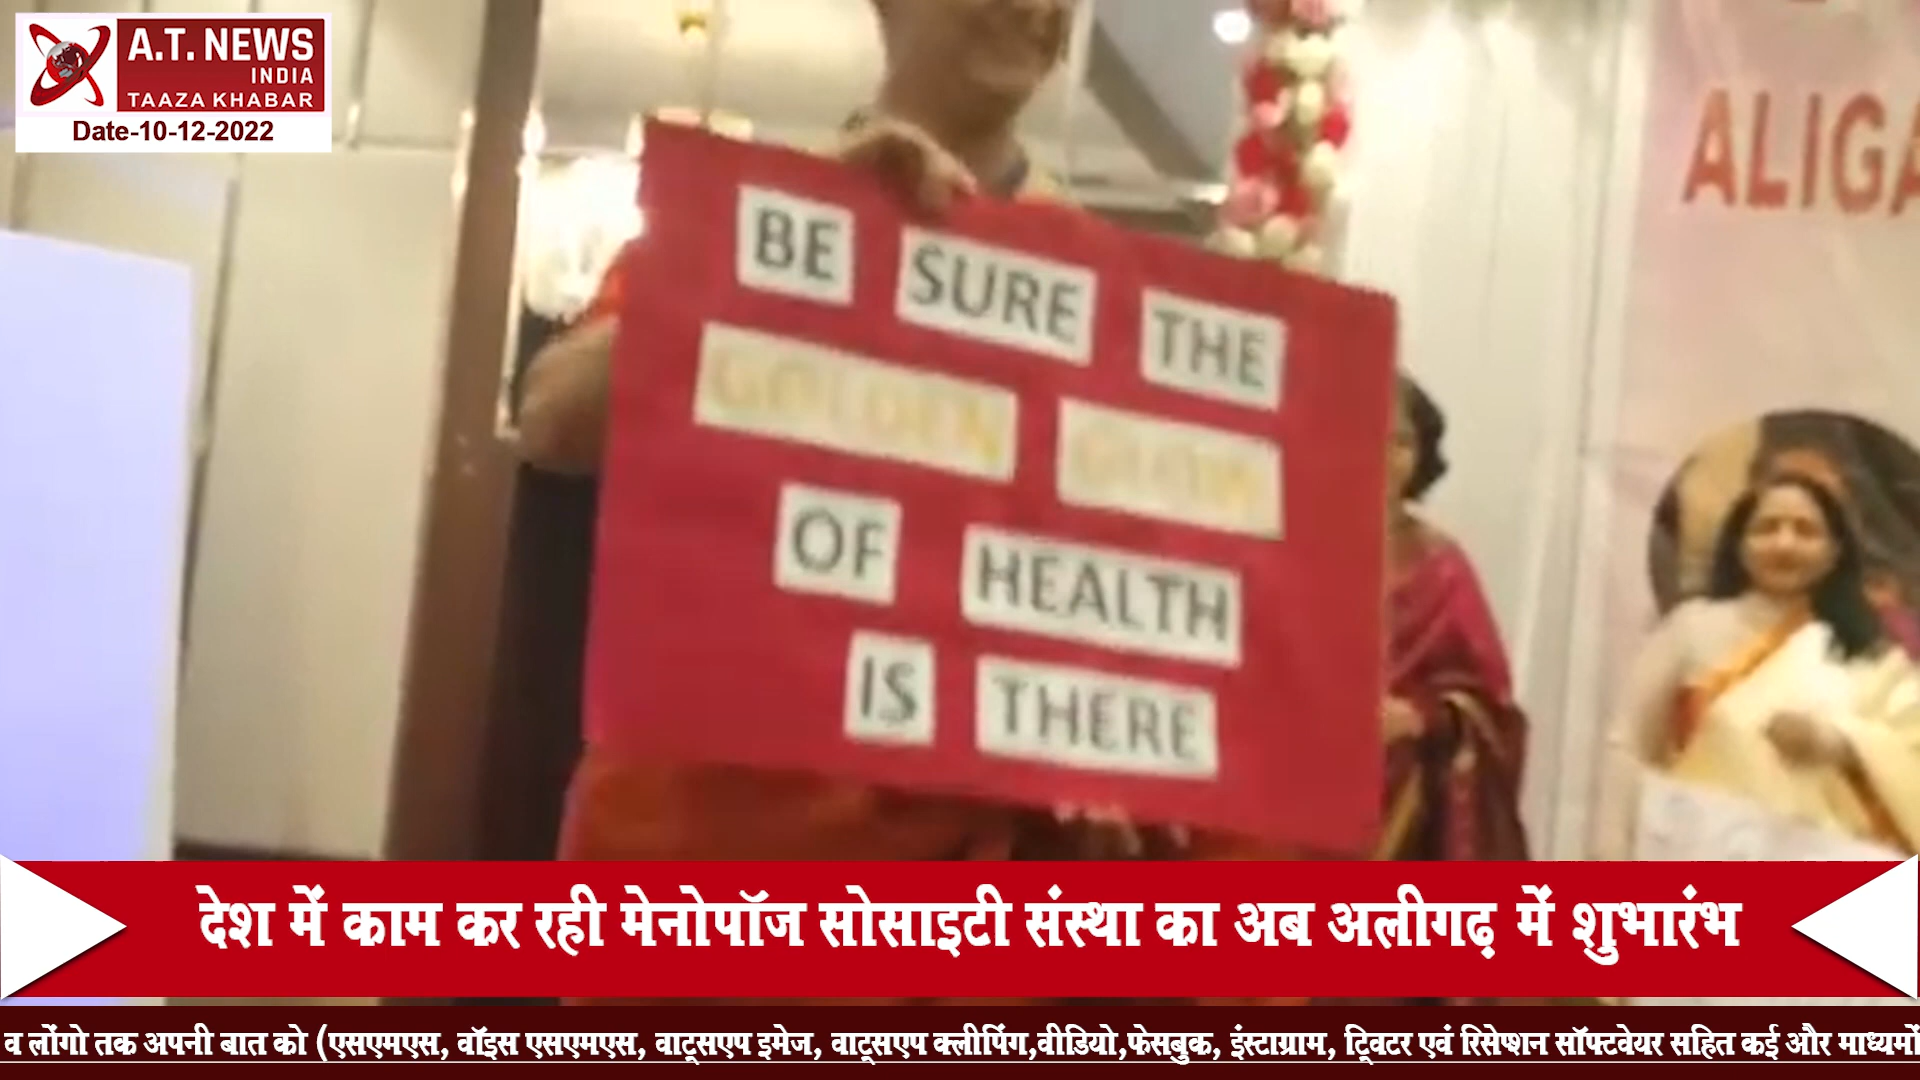 A.T. NEWS
INDIA
TAAZA KHABAR
Date-10-12-2022
ALIGA
BE SURE THE
GOLDEN GLOW
OF HEALTH
IS THERE
देश में काम कर रही मेनोपॉज सोसाइटी संस्था का अब अलीगढ़ में शुभारंभ
व लोंगो तक अपनी बात को (एसएमएस, वॉइस एसएमएस, वाट्सएप इमेज, वाट्सएप क्लीपिंग,वीडियो,फेसबुक, इंस्टाग्राम, ट्विटर एवं रिसेप्शन सॉफ्टवेयर सहित कई और माध्यमों